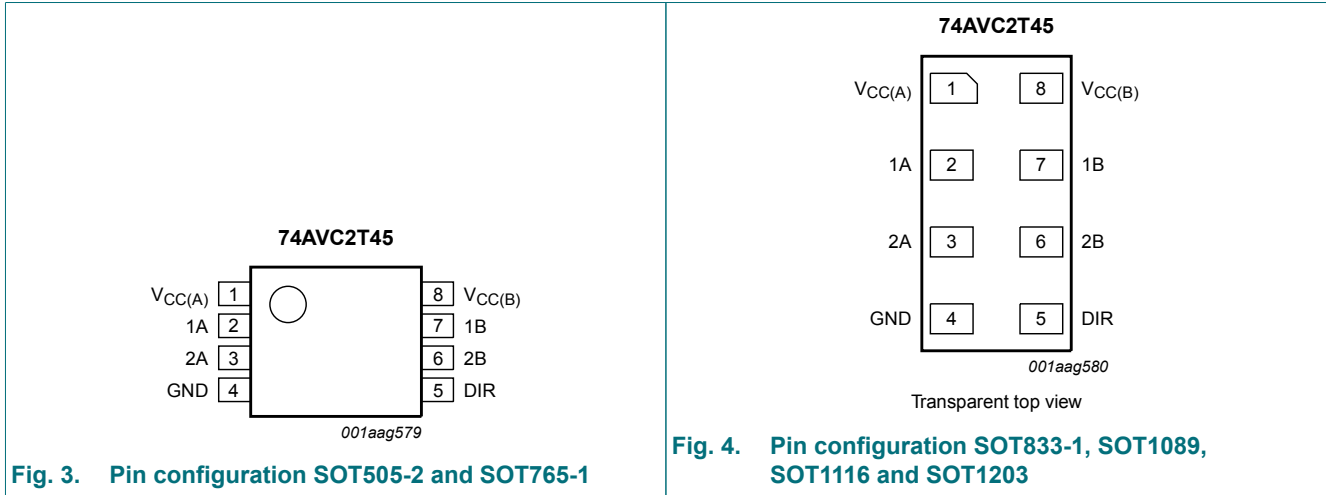 74AVC2T45
VCC(A) 1
8 VCC(B)
1A 2
7 1B
2A 3
6 2B
GND 4
5 DIR
001aag579
Fig. 3. Pin configuration SOT505-2 and SOT765-1
74AVC2T45
VCC(A) 1
8 VCC(B)
1A 2
7 1B
2A 3
6 2B
GND 4
5 DIR
001aag580
Transparent top view
Fig. 4. Pin configuration SOT833-1, SOT1089,
SOT1116 and SOT1203